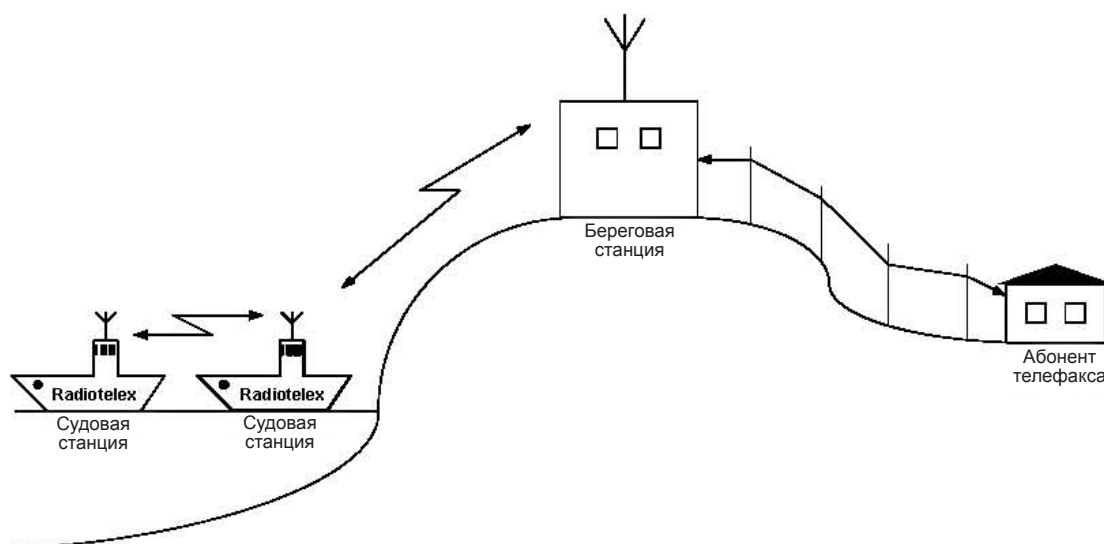 Береговая
станция
Абонент
телефакса
Radiotelex
Radiotelex
Судовая
станция
Судовая
станция